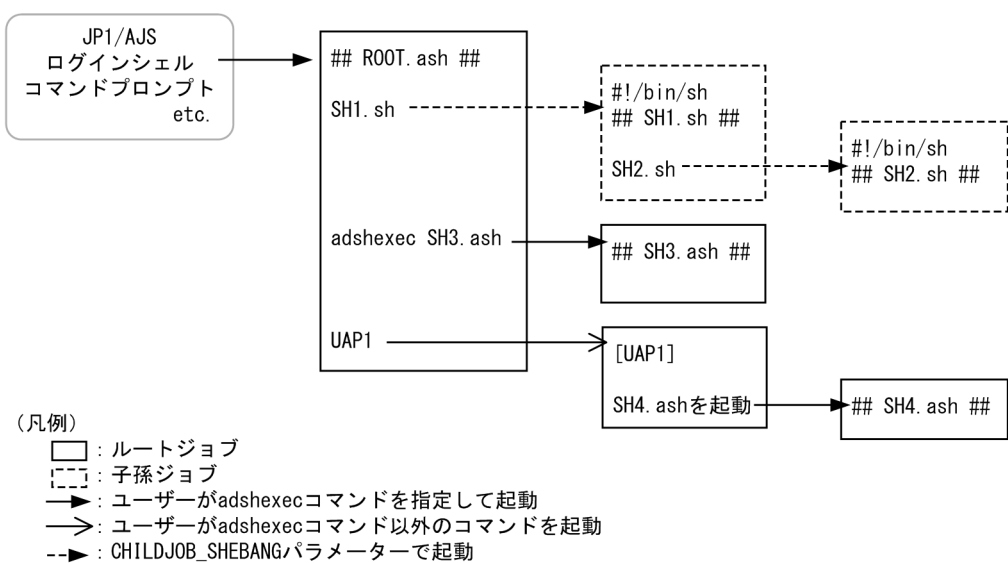 JP1/AJS
ログインシェル
コマンドプロンプト
etc.
## ROOT.ash ##
SH1.sh
adshexec SH3.ash
UAP1
#!/bin/sh
## SH1.sh ##
SH2.sh
#!/bin/sh
## SH2.sh ##
## SH3.ash ##
[UAP1]
SH4.ashを起動
## SH4.ash ##
（凡例）
：ルートジョブ
：子孫ジョブ
：ユーザーがadshexecコマンドを指定して起動
：ユーザーがadshexecコマンド以外のコマンドを起動
：CHILDJOB_SHEBANGパラメーターで起動